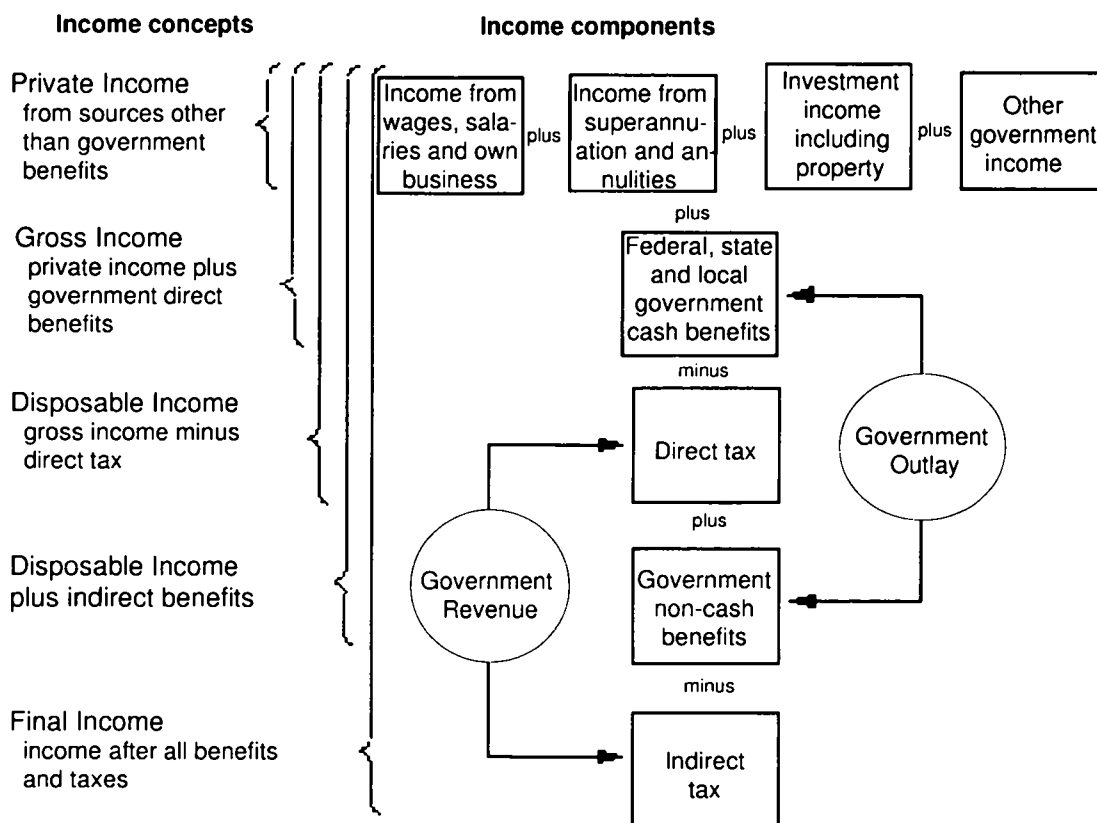 Income concepts
Income components
Private Income
from sources other
than government
benefits
Income from
wages, sala-
ries and own
business
plus
Income from
superannu-
ation and an-
nulities
plus
Investment
income
including
property
plus
Other
government
income
plus
Gross Income
private income plus
government direct
benefits
Federal, state
and local
government
cash benefits
minus
Disposable Income
gross income minus
direct tax
Direct tax
Government
Outlay
plus
Disposable Income
plus indirect benefits
Government
Revenue
Government
non-cash
benefits
minus
Final Income
income after all benefits
and taxes
Indirect
tax